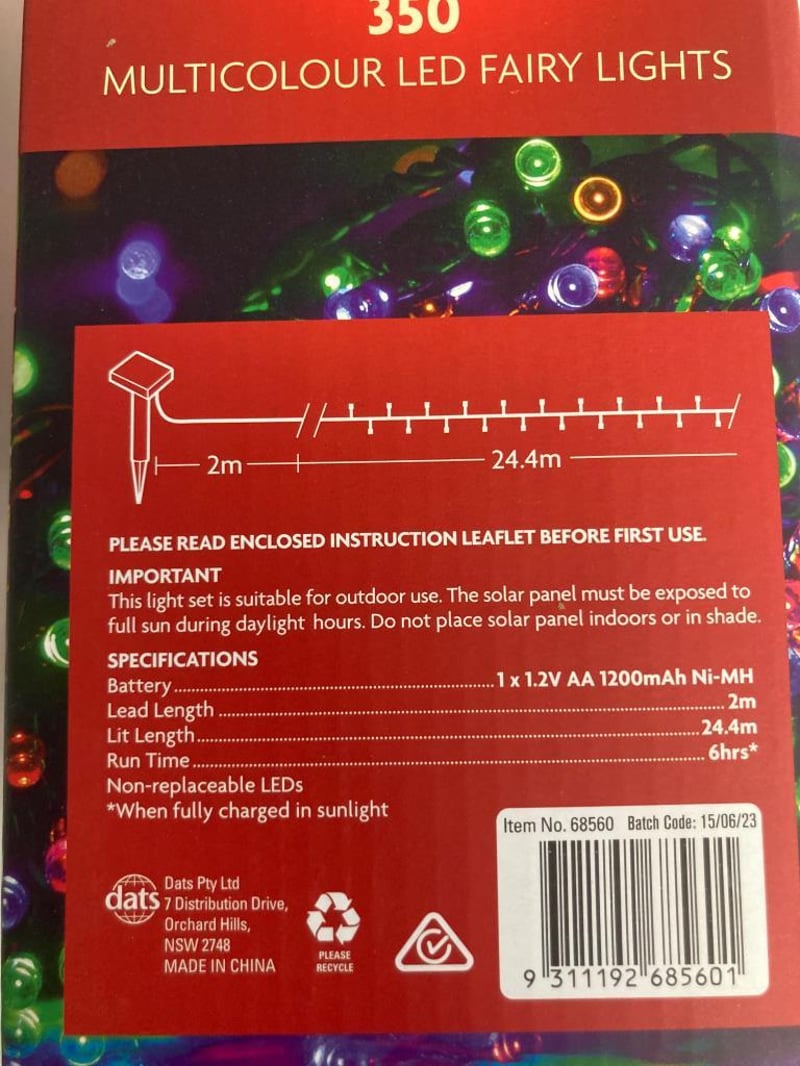 350
MULTICOLOUR LED FAIRY LIGHTS
2m
24.4m
PLEASE READ ENCLOSED INSTRUCTION LEAFLET BEFORE FIRST USE.
IMPORTANT
This light set is suitable for outdoor use. The solar panel must be exposed to
full sun during daylight hours. Do not place solar panel indoors or in shade.
SPECIFICATIONS
Battery 1 x 1.2V AA 1200mAh Ni-MH
Lead Length 2m
Lit Length 24.4m
Run Time 6hrs*
Non-replaceable LEDs
*When fully charged in sunlight
Item No. 68560 Batch Code: 15/06/23
9 311192 685601
dats
Dats Pty Ltd
7 Distribution Drive,
Orchard Hills,
NSW 2748
MADE IN CHINA
PLEASE
RECYCLE